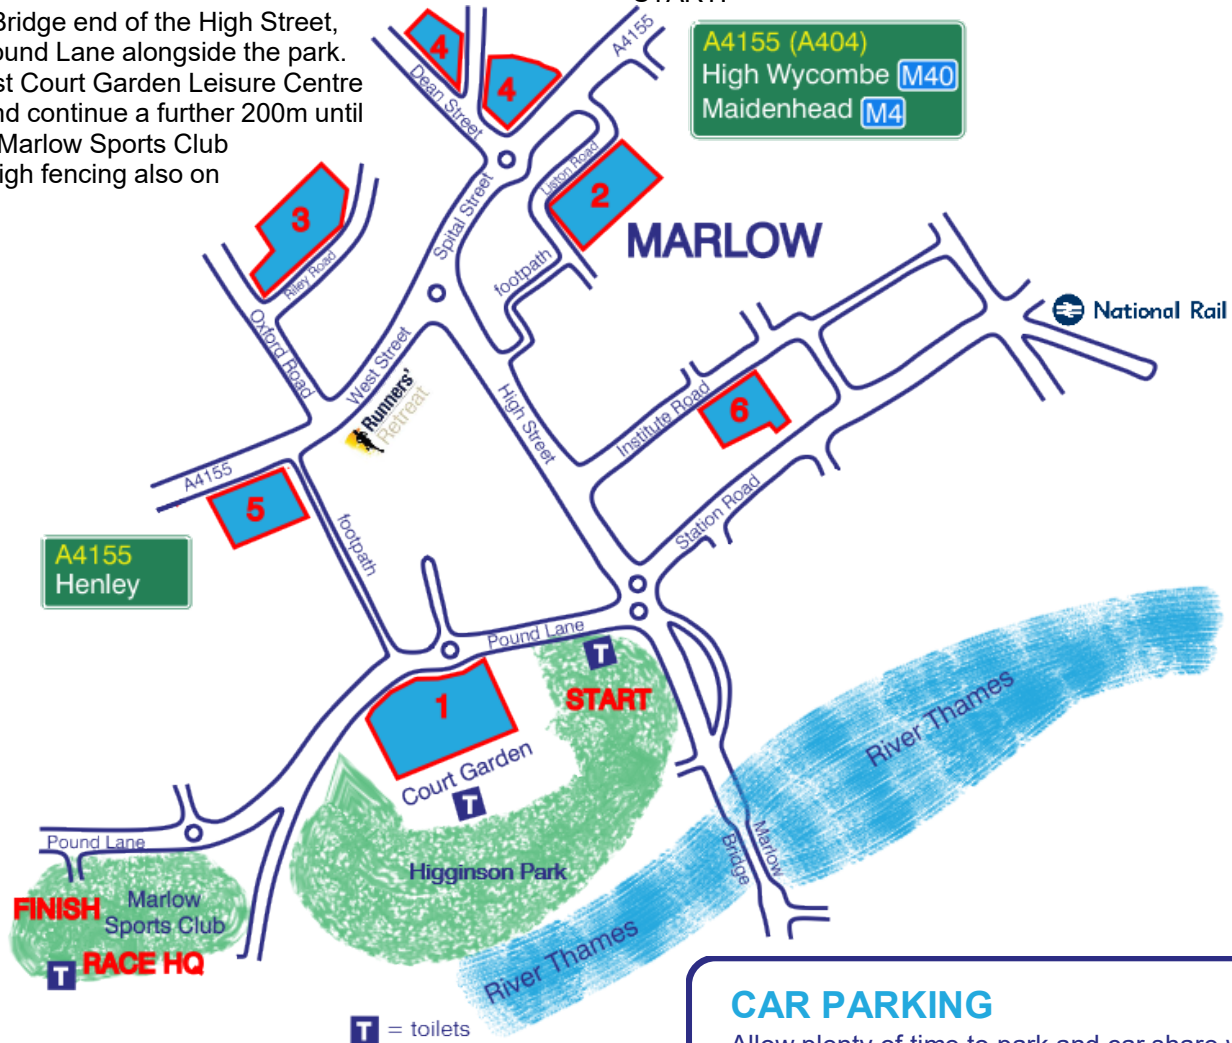 Bridge end of the High Street,
ound Lane alongside the park.
st Court Garden Leisure Centre
nd continue a further 200m until
Marlow Sports Club
igh fencing also on
A4155
A4155 (A404)
High Wycombe M40
Maidenhead M4
4
4
Dean Street
Liston Road
2
3
Spital Street
MARLOW
Riley Road
footpath
National Rail
Oxford Road
West Street
Runners'
Retreat
High Street
Institute Road
6
A4155
5
footpath
Station Road
A4155
Henley
Pound Lane
T
START
1
River Thames
Court Garden
T
Pound Lane
Higginson Park
Marlow
Bridge
FINISH
Marlow
Sports Club
T RACE HQ
River Thames
T = toilets
CAR PARKING